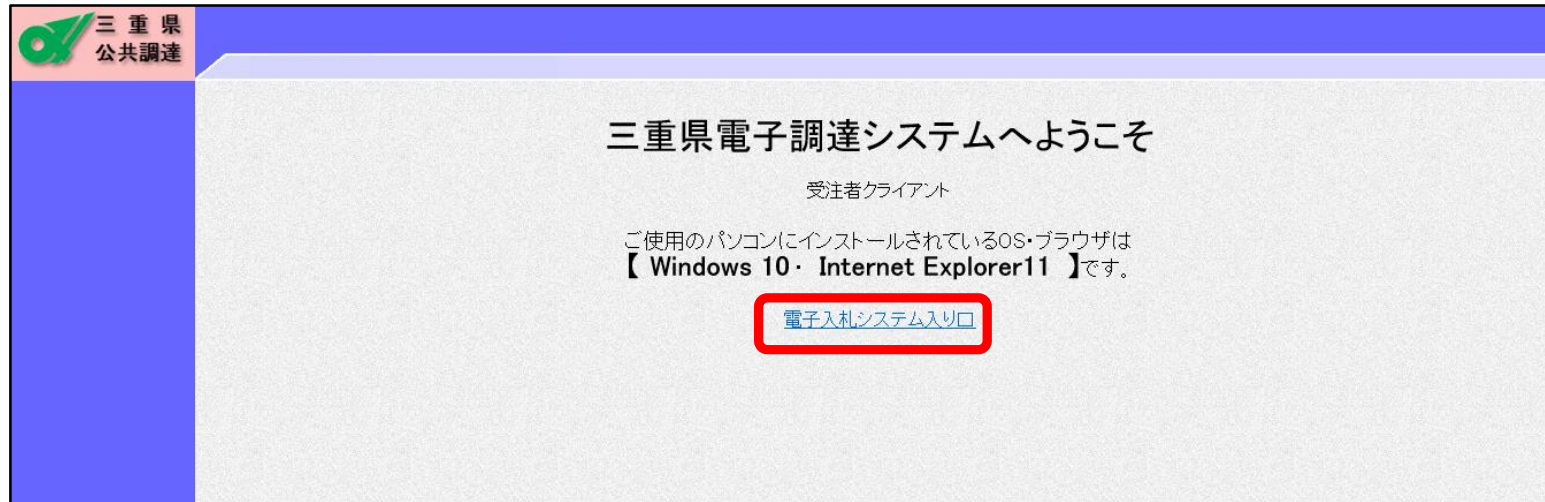 三 重 県
公共調達
三重県電子調達システムへようこそ
受注者クライアント
ご使用のパソコンにインストールされているOS・ブラウザは
【 Windows 10・ Internet Explorer11 】です。
電子入札システム入り口